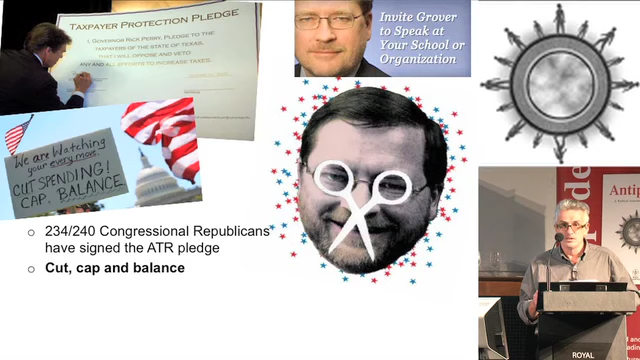 TAXPAYER PROTECTION PLEDGE
I, GOVERNOR RICK PERRY, PLEDGE TO THE
TAXPAYERS OF THE STATE OF TEXAS,
THAT I WILL OPPOSE AND VETO
ANY AND ALL EFFORTS TO INCREASE TAXES.
Invite Grover
to Speak at
Your School or
Organization
We are Watching
your every move.
CUT SPENDING!
CAP. BALANCE
o 234/240 Congressional Republicans
have signed the ATR pledge
o Cut, cap and balance
Antip
ROYAL